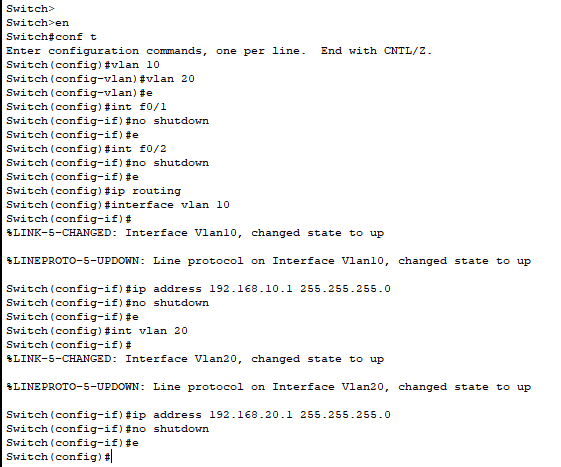 Switch>
Switch>en
Switch#conf t
Enter configuration commands, one per line.  End with CNTL/Z.
Switch(config)#vlan 10
Switch(config-vlan)#vlan 20
Switch(config-vlan)#e
Switch(config)#int f0/1
Switch(config-if)#no shutdown
Switch(config-if)#e
Switch(config)#int f0/2
Switch(config-if)#no shutdown
Switch(config-if)#e
Switch(config)#ip routing
Switch(config)#interface vlan 10
Switch(config-if)#
%LINK-5-CHANGED: Interface Vlan10, changed state to up
%LINEPROTO-5-UPDOWN: Line protocol on Interface Vlan10, changed state to up
Switch(config-if)#ip address 192.168.10.1 255.255.255.0
Switch(config-if)#no shutdown
Switch(config-if)#e
Switch(config)#int vlan 20
Switch(config-if)#
%LINK-5-CHANGED: Interface Vlan20, changed state to up
%LINEPROTO-5-UPDOWN: Line protocol on Interface Vlan20, changed state to up
Switch(config-if)#ip address 192.168.20.1 255.255.255.0
Switch(config-if)#no shutdown
Switch(config-if)#e
Switch(config)#